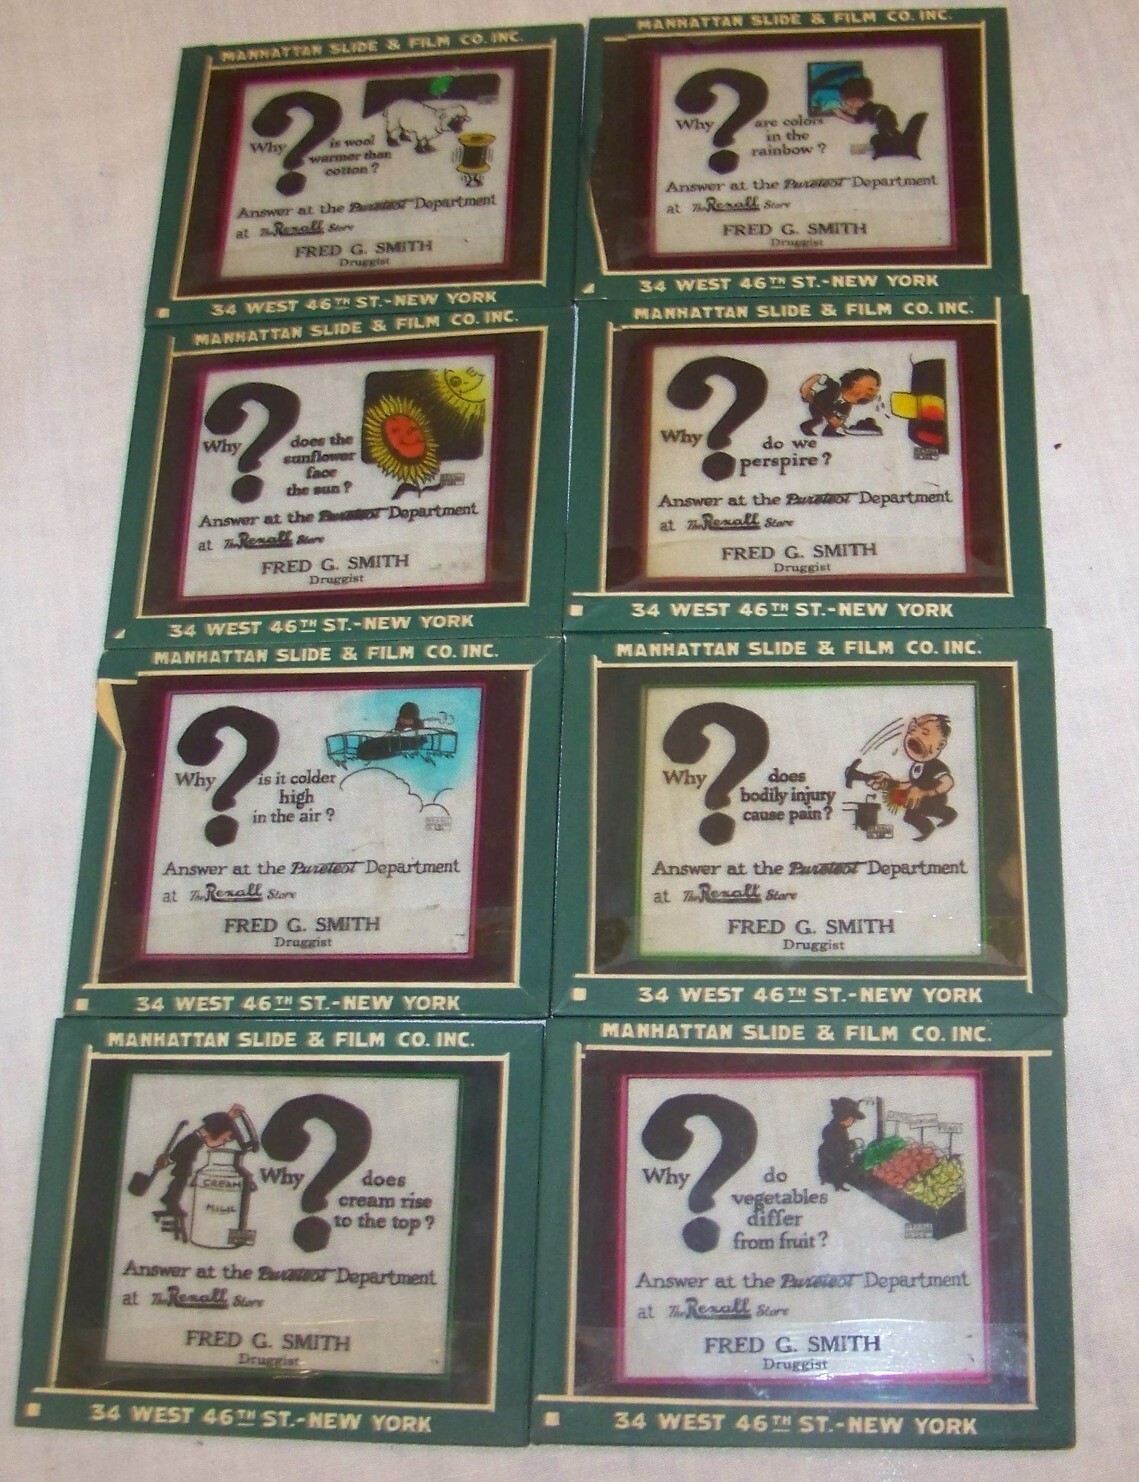 MANHATTAN SLIDE & FILM CO. INC.
Why ? is wool
warmer than
cotton?
Answer at the Puretest Department
at The Rexall Store
FRED G. SMITH
Druggist
34 WEST 46TH ST.-NEW YORK
MANHATTAN SLIDE & FILM CO. INC.
Why ? are colors
in the
rainbow?
Answer at the Puretest Department
at The Rexall Store
FRED G. SMITH
Druggist
34 WEST 46TH ST.-NEW YORK
MANHATTAN SLIDE & FILM CO. INC.
Why ? does the
sunflower
face
the sun?
Answer at the Puretest Department
at The Rexall Store
FRED G. SMITH
Druggist
34 WEST 46TH ST.-NEW YORK
MANHATTAN SLIDE & FILM CO. INC.
Why ? do we
perspire?
Answer at the Puretest Department
at The Rexall Store
FRED G. SMITH
Druggist
34 WEST 46TH ST.-NEW YORK
MANHATTAN SLIDE & FILM CO. INC.
Why ? is it colder
high
in the air?
Answer at the Puretest Department
at The Rexall Store
FRED G. SMITH
Druggist
34 WEST 46TH ST.-NEW YORK
MANHATTAN SLIDE & FILM CO. INC.
Why ? does
bodily injury
cause pain?
Answer at the Puretest Department
at The Rexall Store
FRED G. SMITH
Druggist
34 WEST 46TH ST.-NEW YORK
MANHATTAN SLIDE & FILM CO. INC.
CREAM
MILK
Why ? does
cream rise
to the top?
Answer at the Puretest Department
at The Rexall Store
FRED G. SMITH
Druggist
34 WEST 46TH ST.-NEW YORK
MANHATTAN SLIDE & FILM CO. INC.
Why ? do
vegetables
differ
from fruit?
Answer at the Puretest Department
at The Rexall Store
FRED G. SMITH
Druggist
34 WEST 46TH ST.-NEW YORK